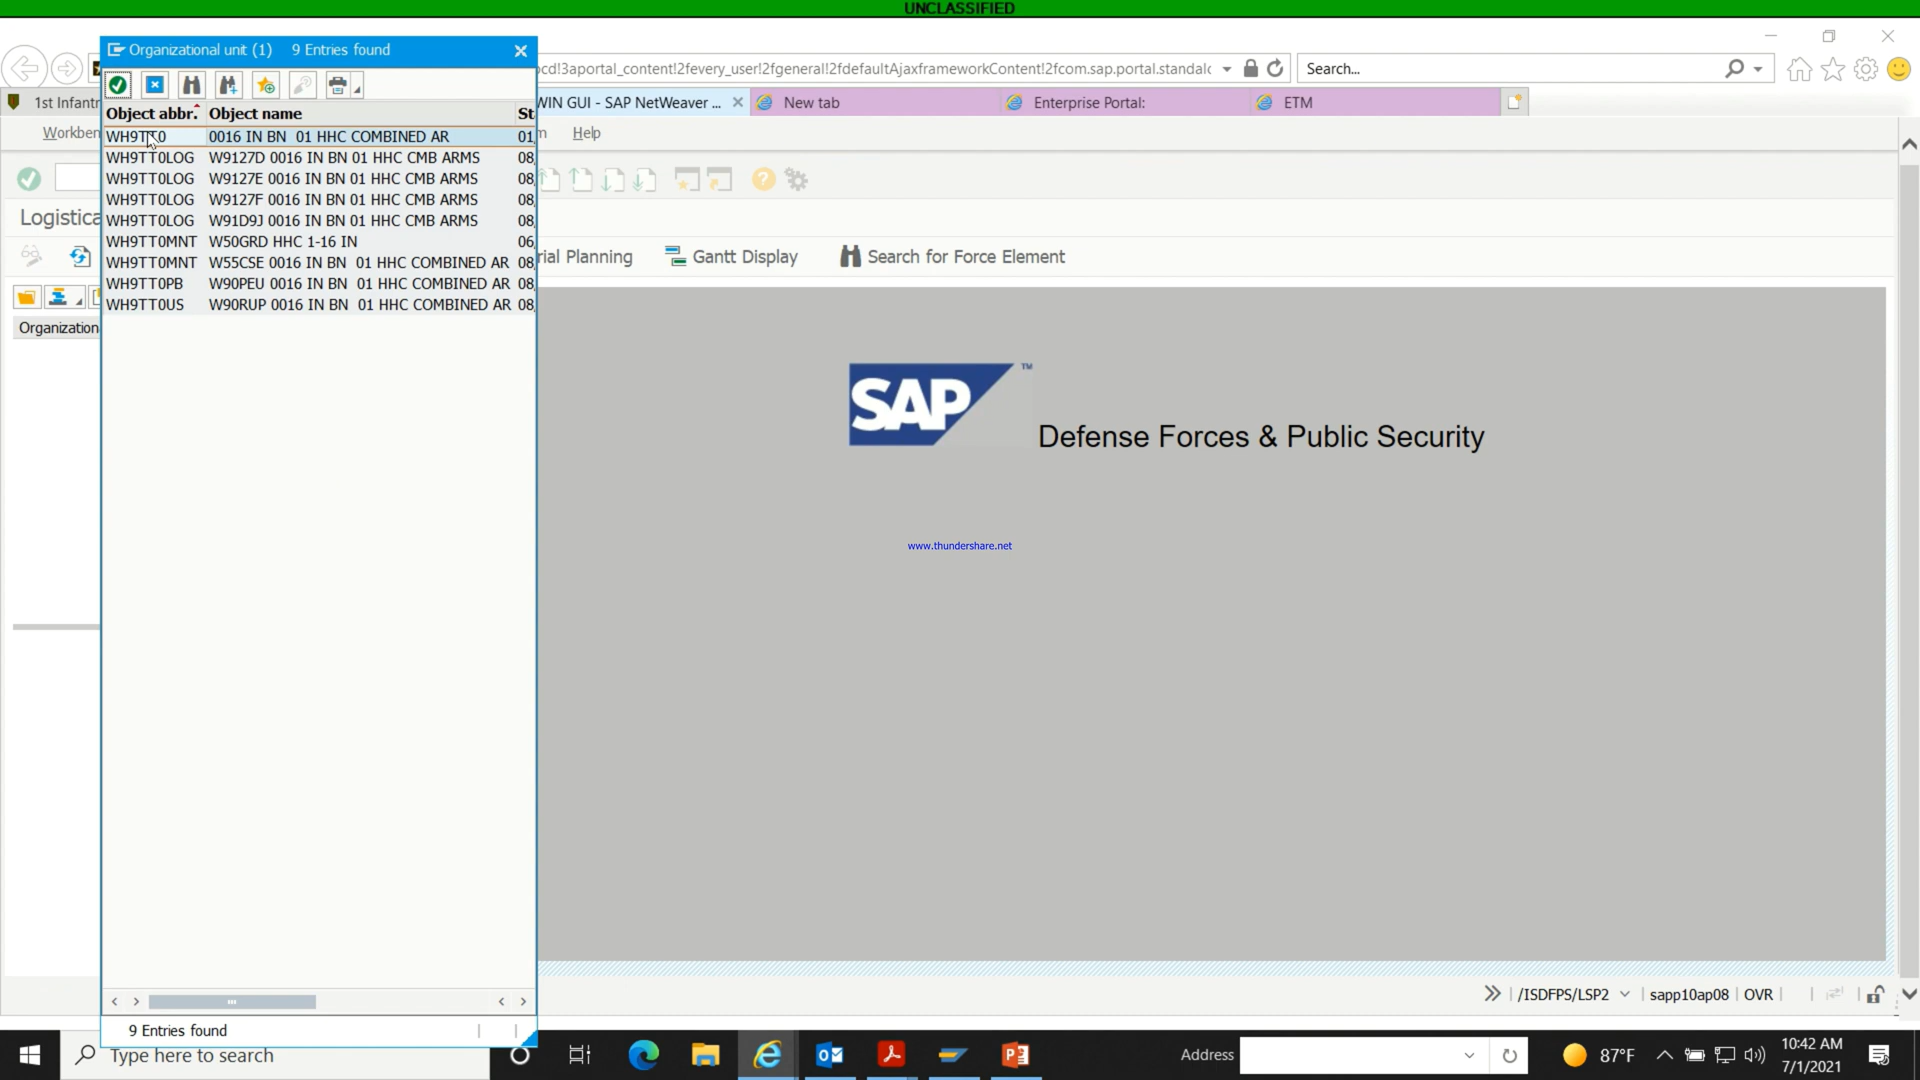 UNCLASSIFIED
Organizational unit (1) 9 Entries found
ocd!3aportal_content!2fevery_user!2fgeneral!2fdefaultAjaxframeworkContent!2fcom.sap.portal.standalc
Search...
1st Infantr
WIN GUI - SAP NetWeaver ...
New tab
Enterprise Portal:
ETM
Workben
Help
Object abbr. Object name St
WH9TT0 0016 IN BN 01 HHC COMBINED AR 01,
WH9TT0LOG W9127D 0016 IN BN 01 HHC CMB ARMS 08,
WH9TT0LOG W9127E 0016 IN BN 01 HHC CMB ARMS 08,
WH9TT0LOG W9127F 0016 IN BN 01 HHC CMB ARMS 08,
WH9TT0LOG W91D9J 0016 IN BN 01 HHC CMB ARMS 08,
WH9TT0MNT W50GRD HHC 1-16 IN 06,
WH9TT0MNT W55CSE 0016 IN BN 01 HHC COMBINED AR 08,
WH9TT0PB W90PEU 0016 IN BN 01 HHC COMBINED AR 08,
WH9TT0US W90RUP 0016 IN BN 01 HHC COMBINED AR 08,
Logistica
rial Planning
Gantt Display
Search for Force Element
Organization
SAP TM
Defense Forces & Public Security
www.thundershare.net
/ISDFPS/LSP2
sapp10ap08
OVR
9 Entries found
Type here to search
Address
87°F
10:42 AM
7/1/2021